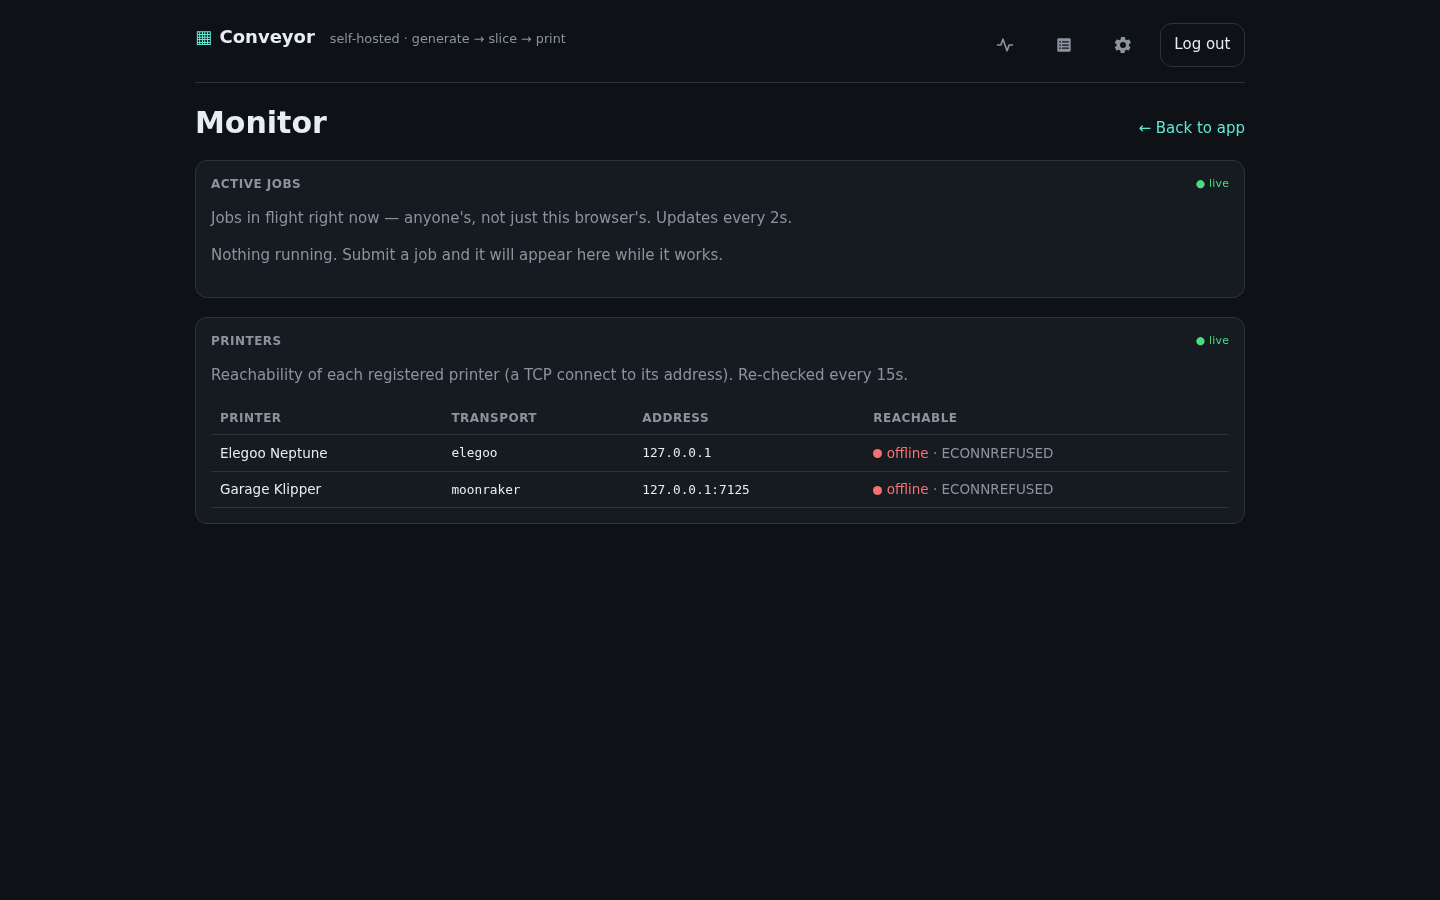 Conveyor self-hosted · generate → slice → print
Log out
Monitor
← Back to app
ACTIVE JOBS
● live
Jobs in flight right now — anyone's, not just this browser's. Updates every 2s.
Nothing running. Submit a job and it will appear here while it works.
PRINTERS
● live
Reachability of each registered printer (a TCP connect to its address). Re-checked every 15s.
PRINTER TRANSPORT ADDRESS REACHABLE
Elegoo Neptune elegoo 127.0.0.1 ● offline · ECONNREFUSED
Garage Klipper moonraker 127.0.0.1:7125 ● offline · ECONNREFUSED